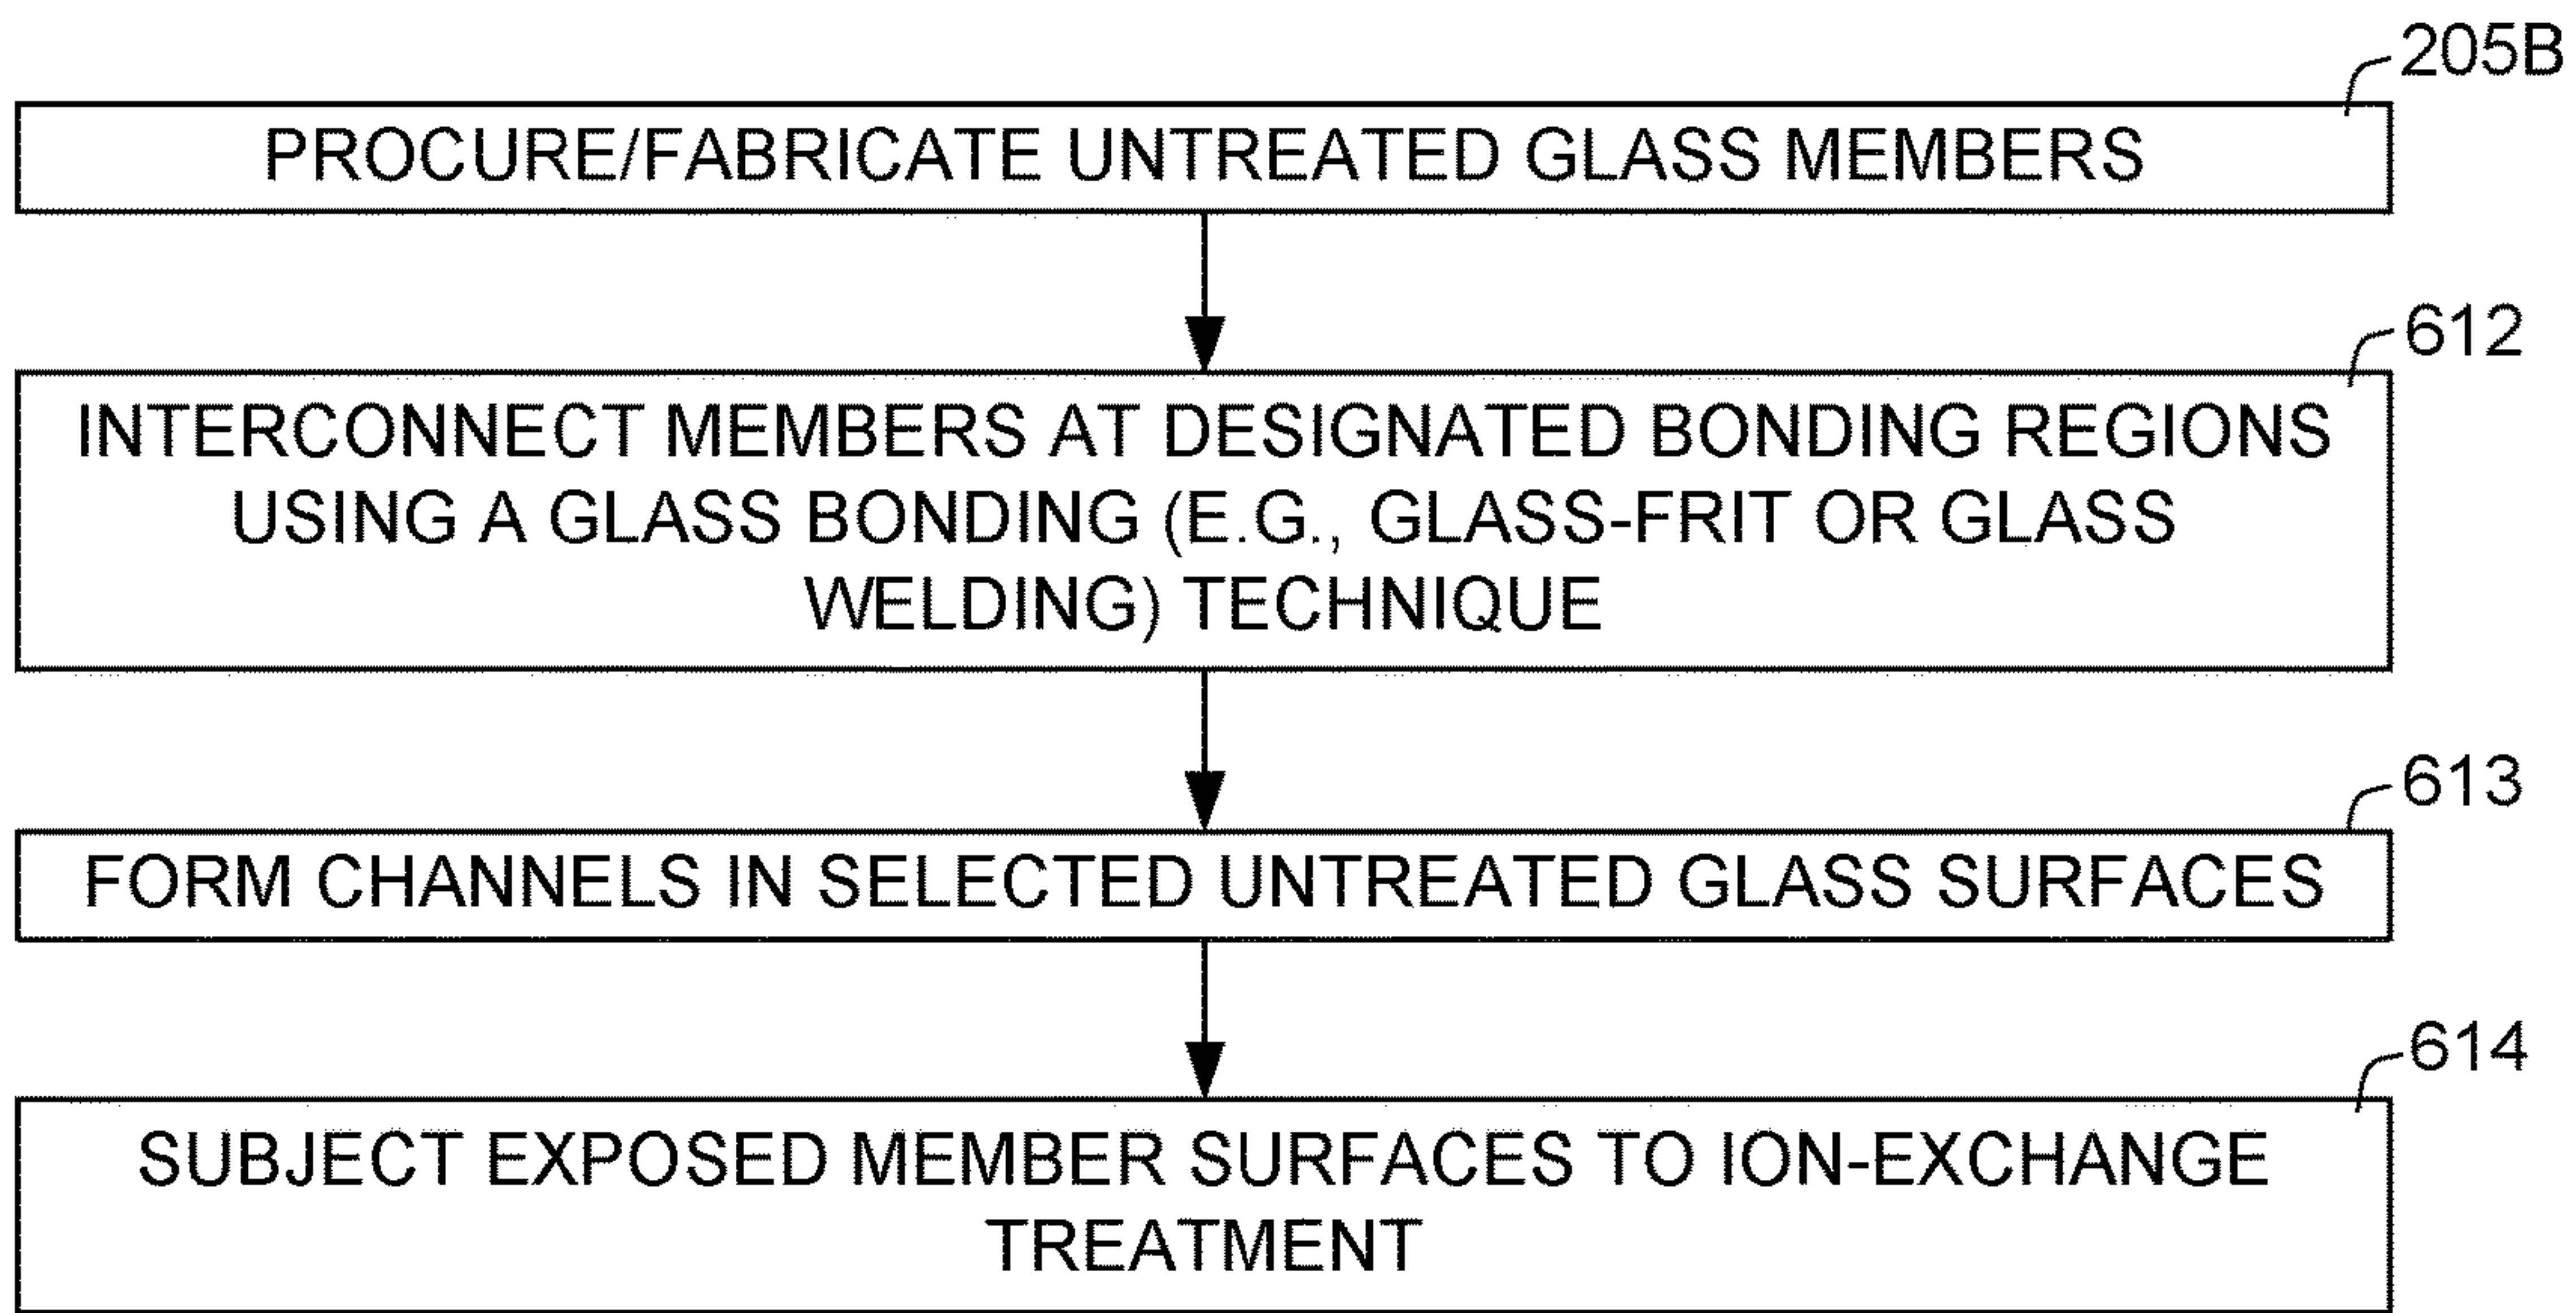 205B
PROCURE/FABRICATE UNTREATED GLASS MEMBERS
612
INTERCONNECT MEMBERS AT DESIGNATED BONDING REGIONS
USING A GLASS BONDING (E.G., GLASS-FRIT OR GLASS
WELDING) TECHNIQUE
613
FORM CHANNELS IN SELECTED UNTREATED GLASS SURFACES
614
SUBJECT EXPOSED MEMBER SURFACES TO ION-EXCHANGE
TREATMENT